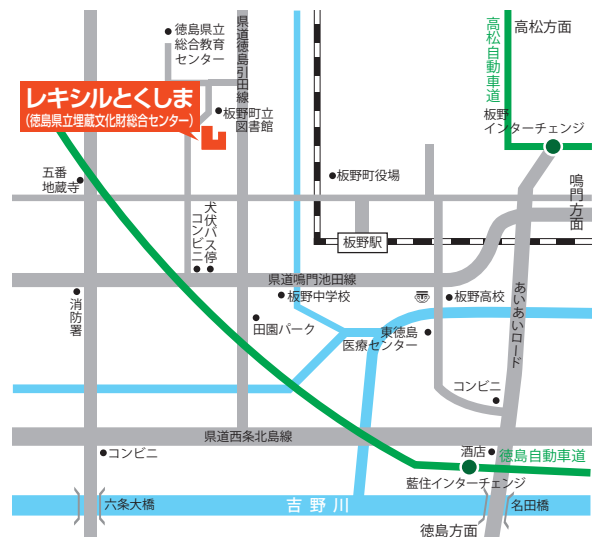 高松方面
高松自動車道
板野
インターチェンジ
徳島県立
総合教育
センター
県道徳島引田線
レキシルとくしま
(徳島県立埋蔵文化財総合センター)
板野町立
図書館
五番
地蔵寺
板野町役場
鳴門方面
犬伏バス停
コンビニ
板野駅
県道鳴門池田線
消防署
板野中学校
田園パーク
〒
板野高校
東徳島
医療センター
あいあいロード
コンビニ
県道西条北島線
コンビニ
酒店
徳島自動車道
藍住インターチェンジ
六条大橋
吉野川
名田橋
徳島方面